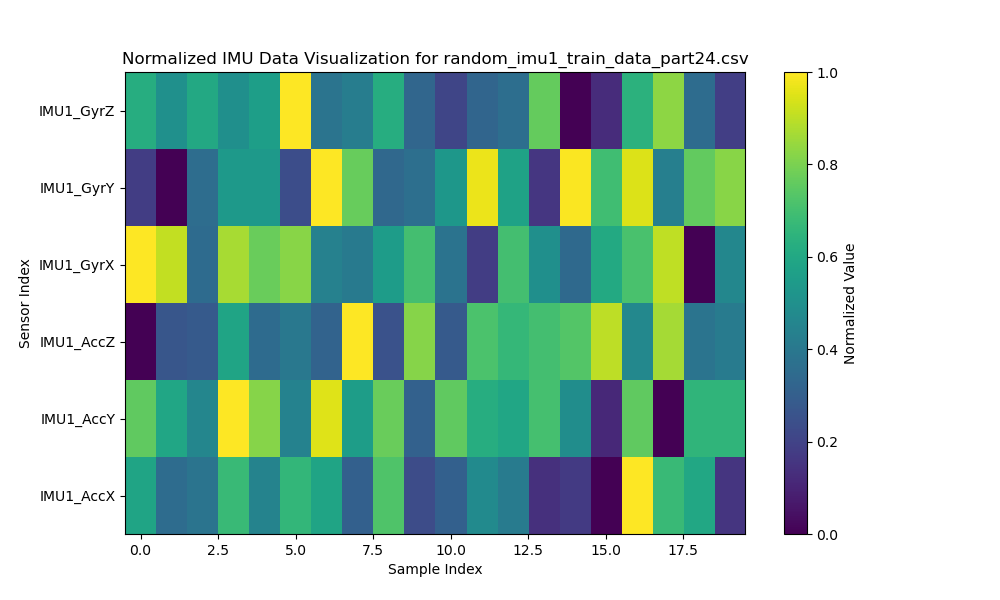 Normalized IMU Data Visualization for random_imu1_train_data_part24.csv
IMU1_GyrZ
IMU1_GyrY
IMU1_GyrX
IMU1_AccZ
IMU1_AccY
IMU1_AccX
Sensor Index
0.0
2.5
5.0
7.5
10.0
12.5
15.0
17.5
Sample Index
1.0
0.8
0.6
0.4
0.2
0.0
Normalized Value